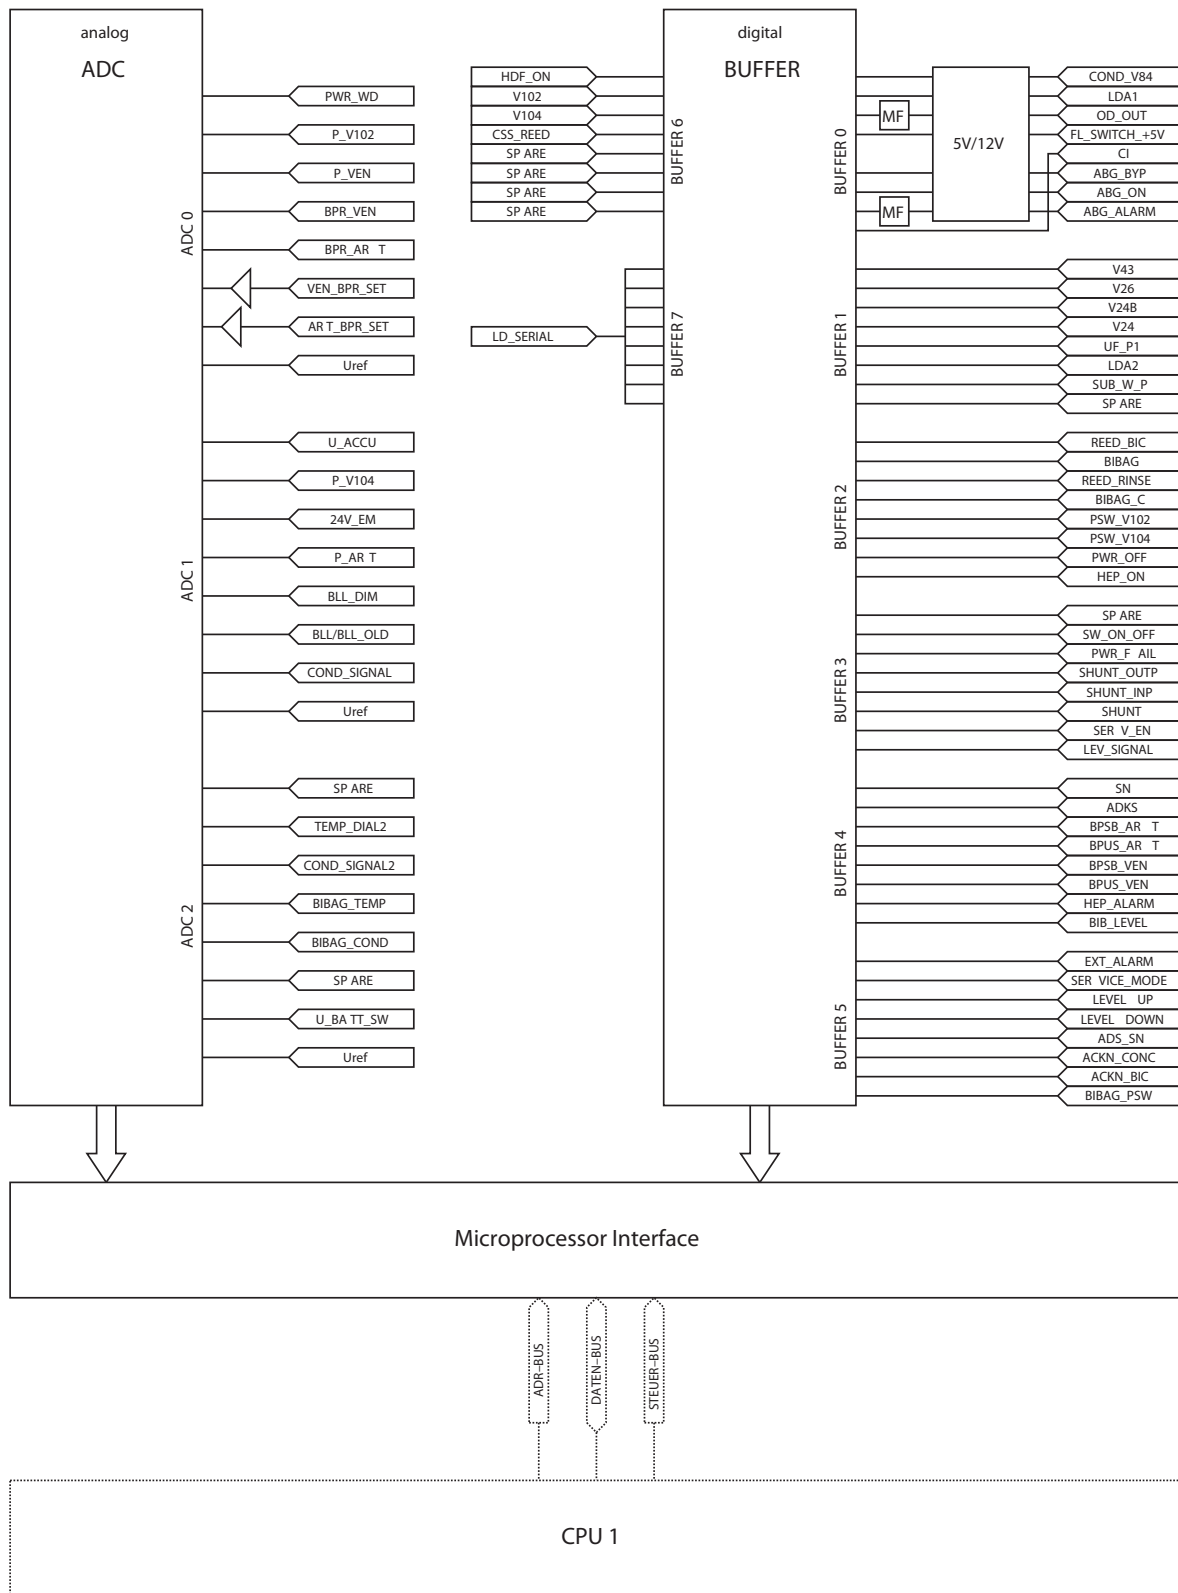 analog
ADC
PWR_WD
P_V102
P_VEN
BPR_VEN
BPR_AR T
VEN_BPR_SET
AR T_BPR_SET
Uref
ADC 0
U_ACCU
P_V104
24V_EM
P_AR T
BLL_DIM
BLL/BLL_OLD
COND_SIGNAL
Uref
ADC 1
SP ARE
TEMP_DIAL2
COND_SIGNAL2
BIBAG_TEMP
BIBAG_COND
SP ARE
U_BA TT_SW
Uref
ADC 2
digital
BUFFER
HDF_ON
V102
V104
CSS_REED
SP ARE
SP ARE
SP ARE
SP ARE
BUFFER 6
LD_SERIAL
BUFFER 7
BUFFER 0
MF
MF
5V/12V
COND_V84
LDA1
OD_OUT
FL_SWITCH_+5V
CI
ABG_BYP
ABG_ON
ABG_ALARM
BUFFER 1
V43
V26
V24B
V24
UF_P1
LDA2
SUB_W_P
SP ARE
BUFFER 2
REED_BIC
BIBAG
REED_RINSE
BIBAG_C
PSW_V102
PSW_V104
PWR_OFF
HEP_ON
BUFFER 3
SP ARE
SW_ON_OFF
PWR_F AIL
SHUNT_OUTP
SHUNT_INP
SHUNT
SER V_EN
LEV_SIGNAL
BUFFER 4
SN
ADKS
BPSB_AR T
BPUS_AR T
BPSB_VEN
BPUS_VEN
HEP_ALARM
BIB_LEVEL
BUFFER 5
EXT_ALARM
SER VICE_MODE
LEVEL UP
LEVEL DOWN
ADS_SN
ACKN_CONC
ACKN_BIC
BIBAG_PSW
Microprocessor Interface
ADR–BUS
DATEN–BUS
STEUER–BUS
CPU 1